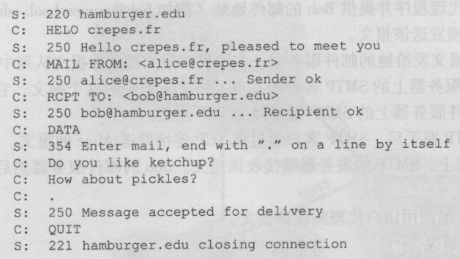 S: 220 hamburger.edu
C: HELO crepes.fr
S: 250 Hello crepes.fr, pleased to meet you
C: MAIL FROM: <alice@crepes.fr>
S: 250 alice@crepes.fr ... Sender ok
C: RCPT TO: <bob@hamburger.edu>
S: 250 bob@hamburger.edu ... Recipient ok
C: DATA
S: 354 Enter mail, end with "." on a line by itself
C: Do you like ketchup?
C: How about pickles?
C: .
S: 250 Message accepted for delivery
C: QUIT
S: 221 hamburger.edu closing connection